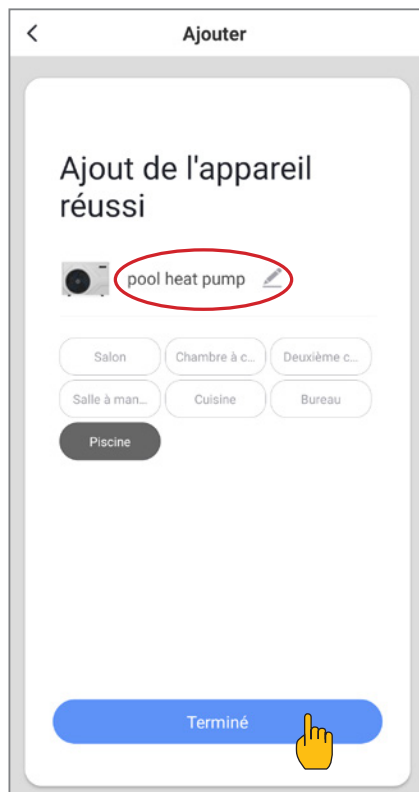 Ajouter
Ajout de l'appareil
réussi
pool heat pump
Salon
Chambre à c...
Deuxième c...
Salle à man...
Cuisine
Bureau
Piscine
Terminé